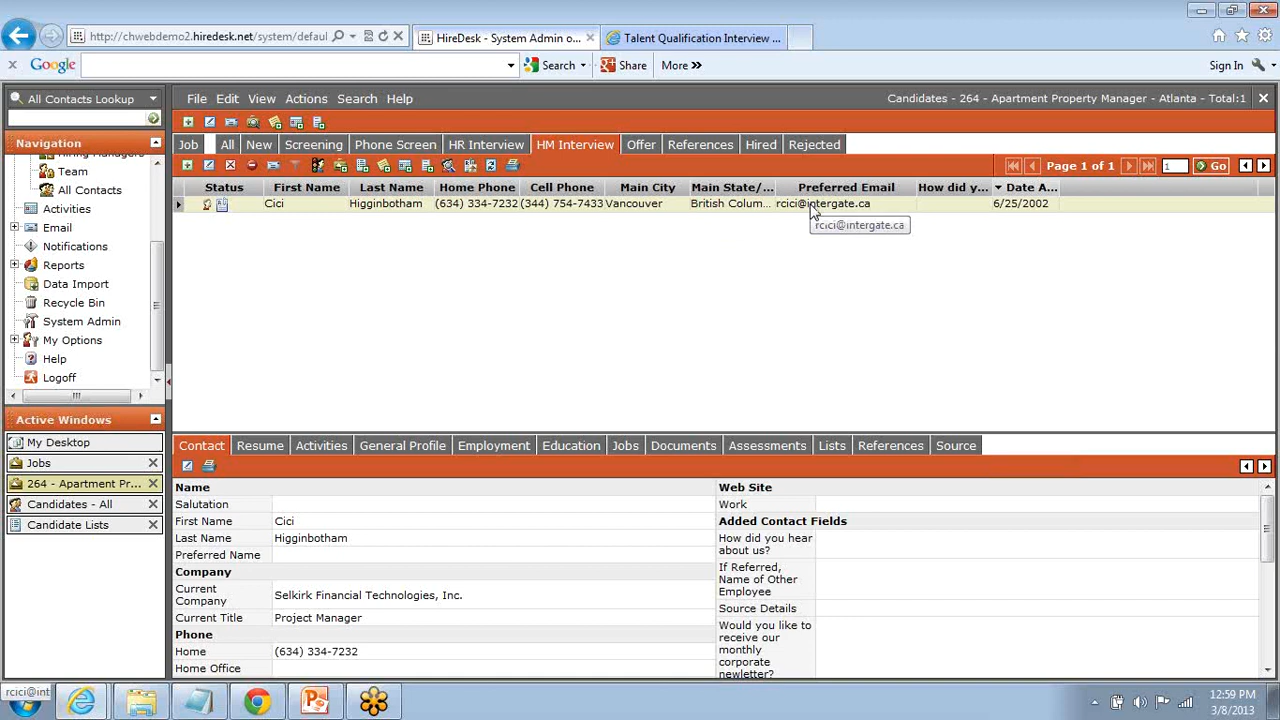 http://chwebdemo2.hiredesk.net/system/defaul
HireDesk - System Admin o...
Talent Qualification Interview ...
Google
Search
Share
More »
Sign In
All Contacts Lookup
File Edit View Actions Search Help
Candidates - 264 - Apartment Property Manager - Atlanta - Total:1
Navigation
Hiring Managers
Team
All Contacts
Activities
Email
Notifications
Reports
Data Import
Recycle Bin
System Admin
My Options
Help
Logoff
Active Windows
My Desktop
Jobs
264 - Apartment Pr...
Candidates - All
Candidate Lists
Job All New Screening Phone Screen HR Interview HM Interview Offer References Hired Rejected
Page 1 of 1
1
Go
Status First Name Last Name Home Phone Cell Phone Main City Main State/... Preferred Email How did y... Date A...
Cici Higginbotham (634) 334-7232 (344) 754-7433 Vancouver British Colum... rcici@intergate.ca 6/25/2002
rcici@intergate.ca
Contact Resume Activities General Profile Employment Education Jobs Documents Assessments Lists References Source
Name
Salutation
First Name Cici
Last Name Higginbotham
Preferred Name
Company
Current Company Selkirk Financial Technologies, Inc.
Current Title Project Manager
Phone
Home (634) 334-7232
Home Office
Web Site
Work
Added Contact Fields
How did you hear
about us?
If Referred,
Name of Other
Employee
Source Details
Would you like to
receive our
monthly
corporate
newletter?
rcici@int
12:59 PM
3/8/2013